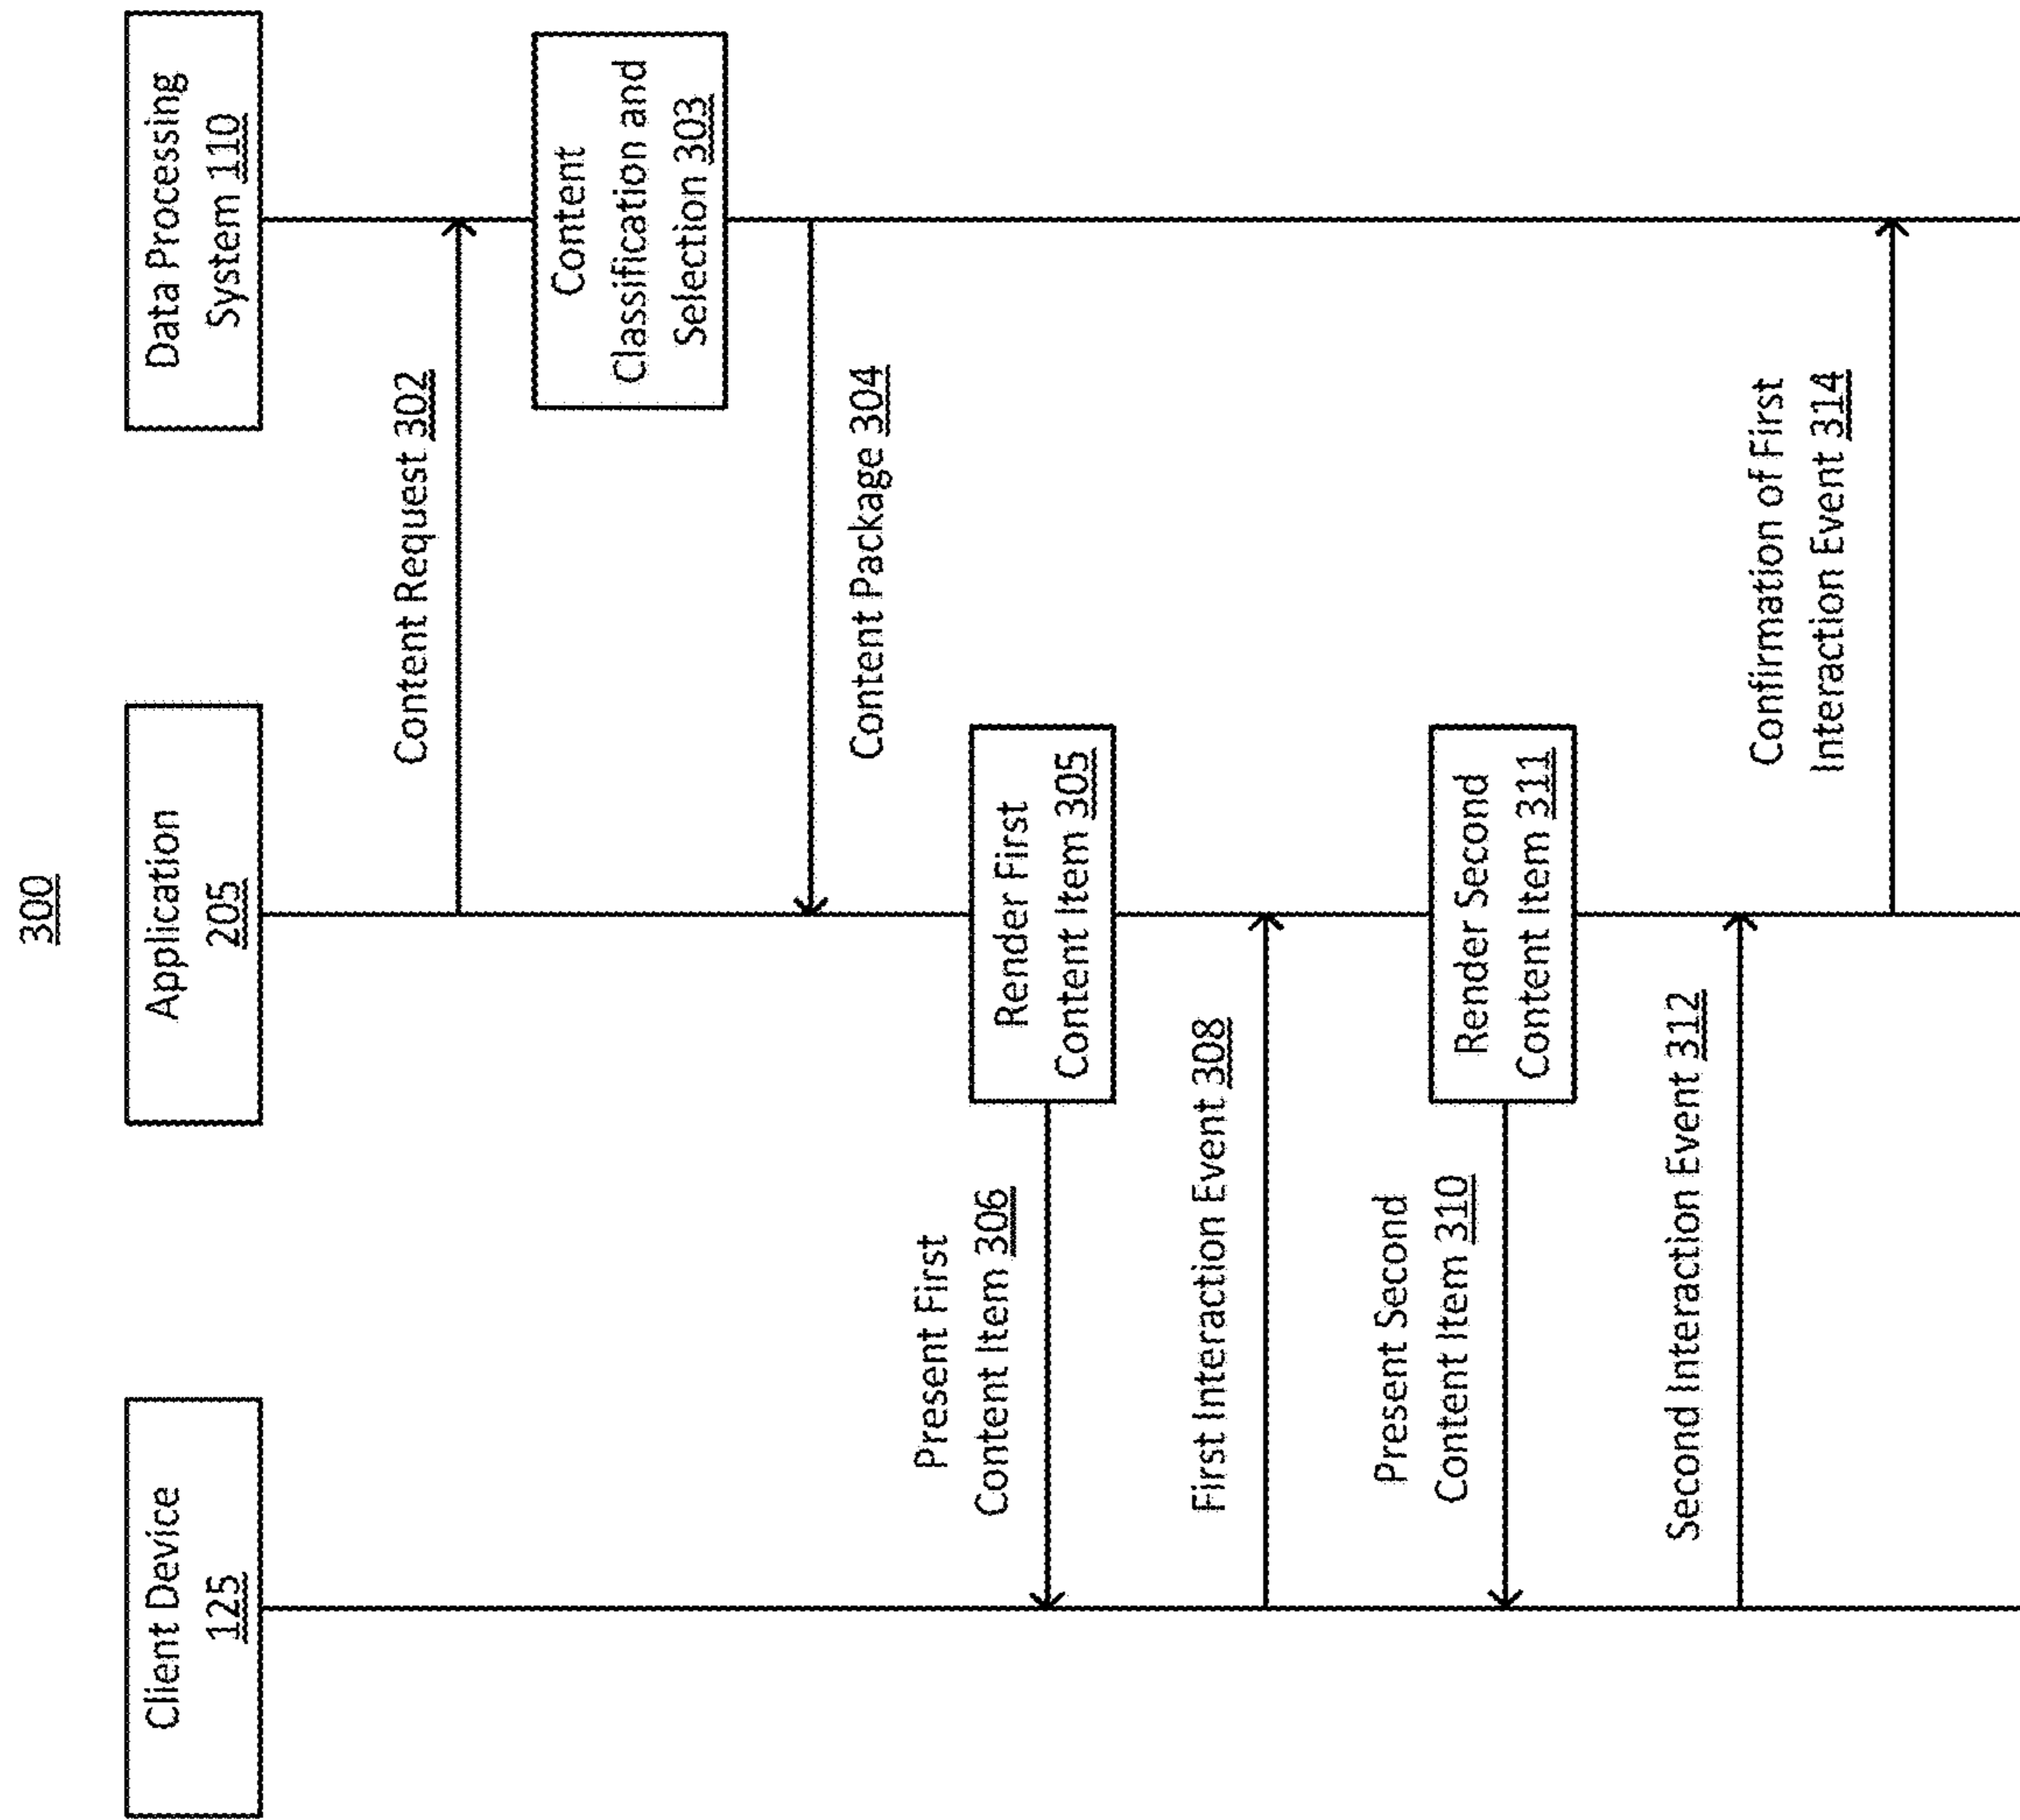 300
Client Device
125
Application
205
Data Processing
System 110
Content Request 302
Content
Classification and
Selection 303
Content Package 304
Render First
Content Item 305
Present First
Content Item 306
First Interaction Event 308
Present Second
Content Item 310
Render Second
Content Item 311
Second Interaction Event 312
Confirmation of First
Interaction Event 314